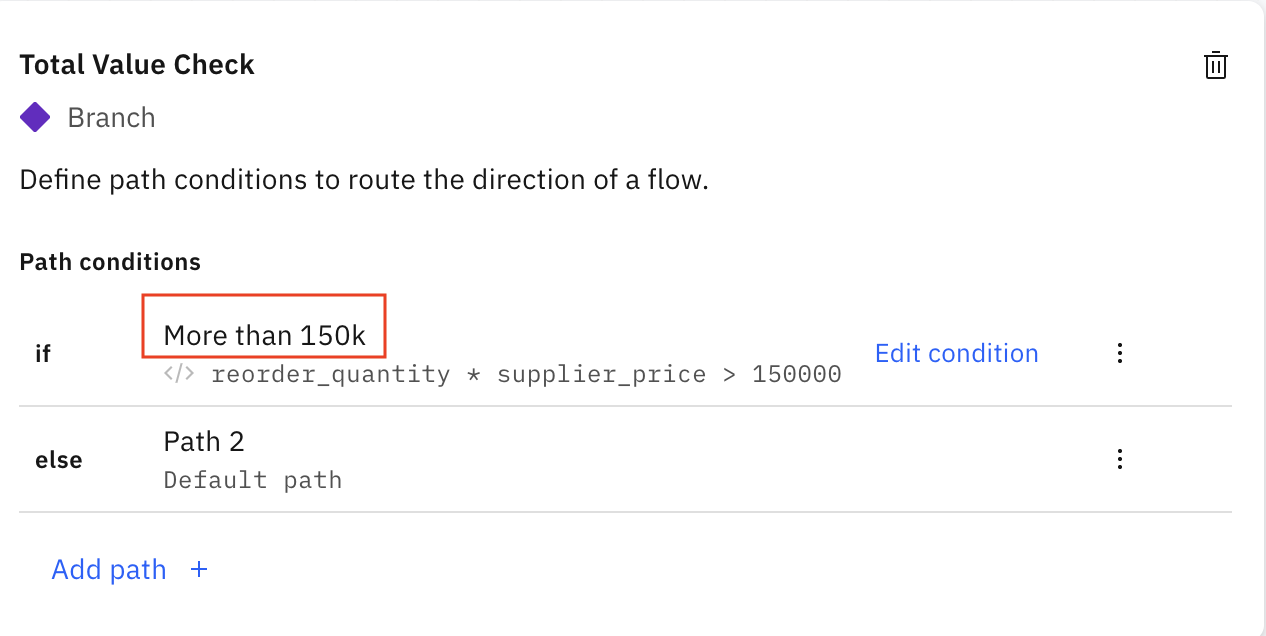 Total Value Check
Branch
Define path conditions to route the direction of a flow.
Path conditions
if
More than 150k
</> reorder_quantity * supplier_price > 150000
Edit condition
else
Path 2
Default path
Add path +